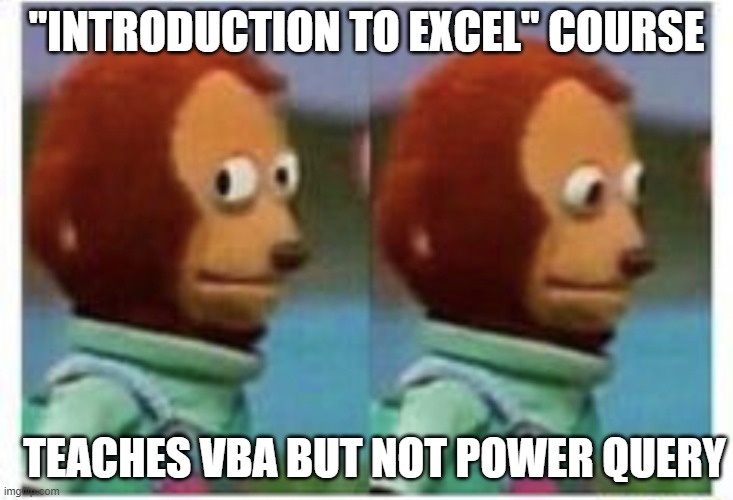 "INTRODUCTION TO EXCEL" COURSE
TEACHES VBA BUT NOT POWER QUERY
imgflip.com